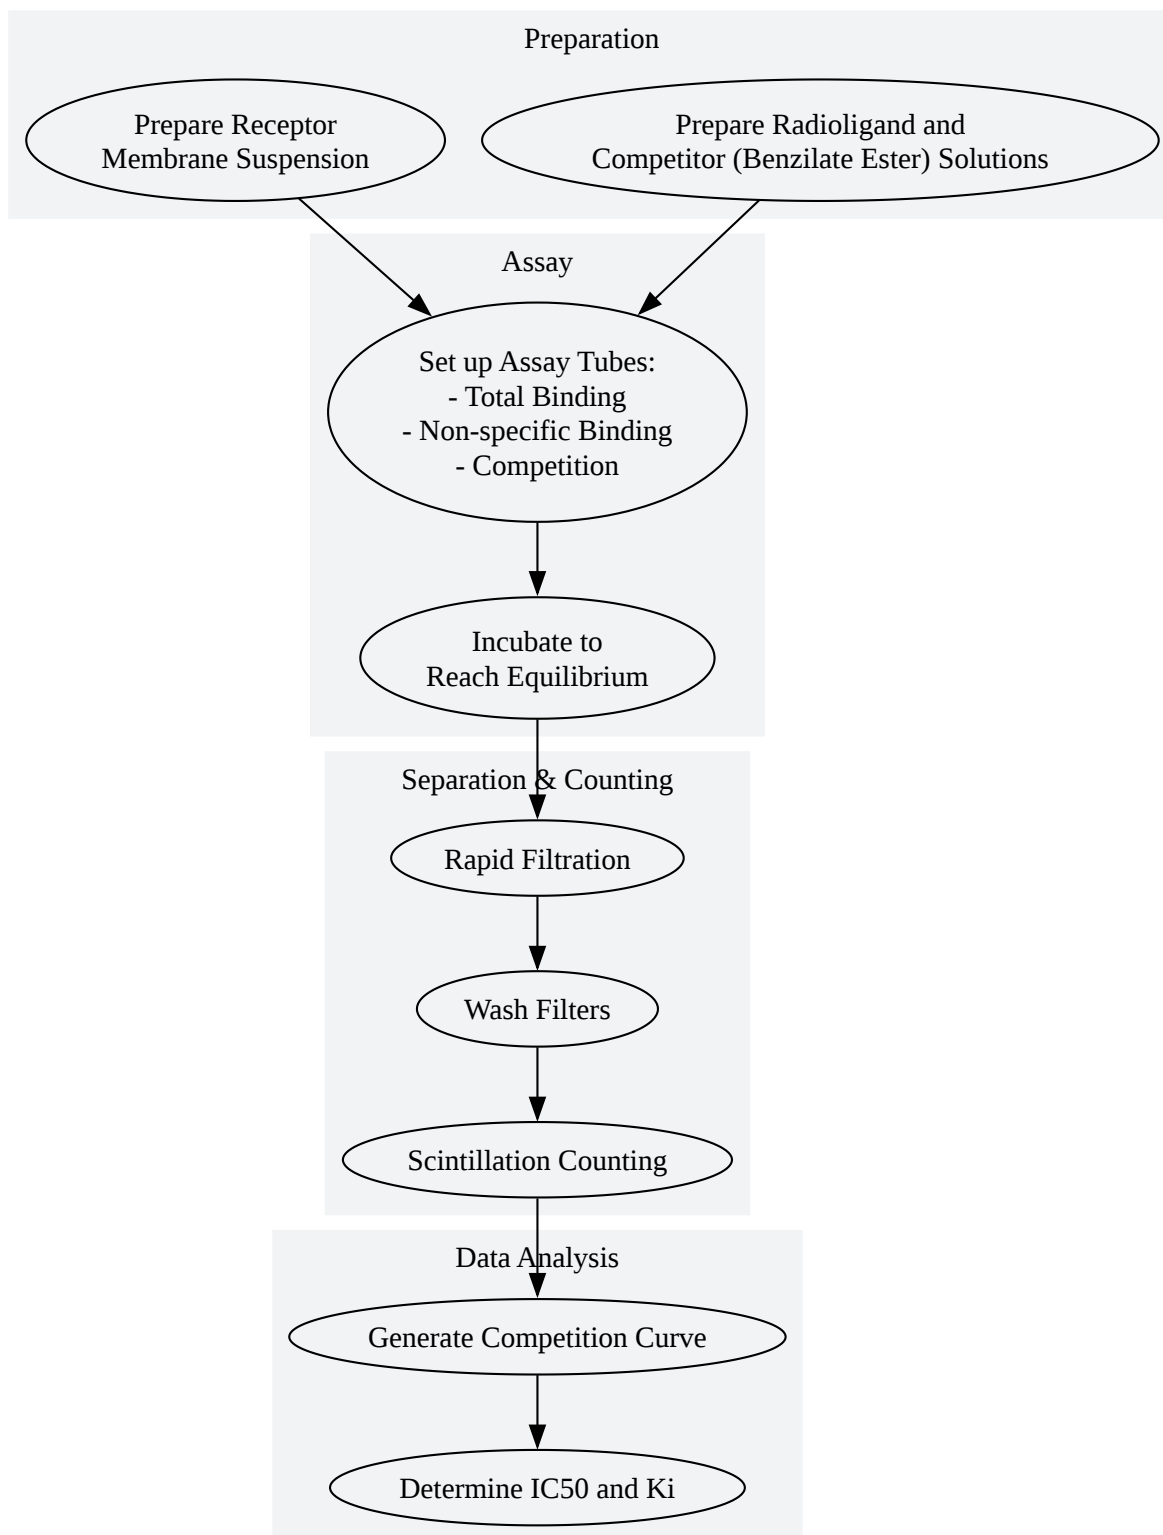 Preparation
Prepare Receptor
Membrane Suspension
Prepare Radioligand and
Competitor (Benzilate Ester) Solutions
Assay
Set up Assay Tubes:
- Total Binding
- Non-specific Binding
- Competition
Incubate to
Reach Equilibrium
Separation & Counting
Rapid Filtration
Wash Filters
Scintillation Counting
Data Analysis
Generate Competition Curve
Determine IC50 and Ki